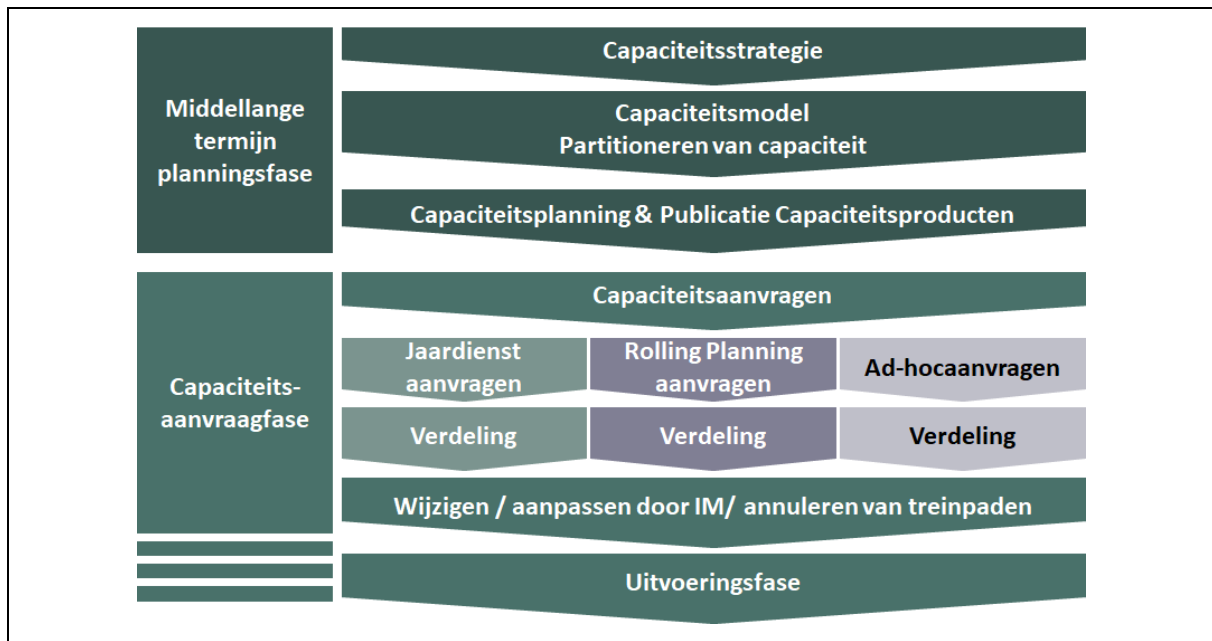 Middellange
termijn
planningsfase
Capaciteitsstrategie
Capaciteitsmodel
Partitioneren van capaciteit
Capaciteitsplanning & Publicatie Capaciteitsproducten
Capaciteits-
aanvraagfase
Capaciteitsaanvragen
Jaardienst
aanvragen
Rolling Planning
aanvragen
Ad-hocaanvragen
Verdeling
Verdeling
Verdeling
Wijzigen / aanpassen door IM/ annuleren van treinpaden
Uitvoeringsfase